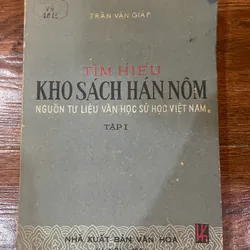 TRẦN VĂN GIÁP
TÌM HIỂU
KHO SÁCH HÁN NÔM
NGUỒN TƯ LIỆU VĂN HỌC SỬ HỌC VIỆT NAM
TẬP I
NHÀ XUẤT BẢN VĂN HÓA